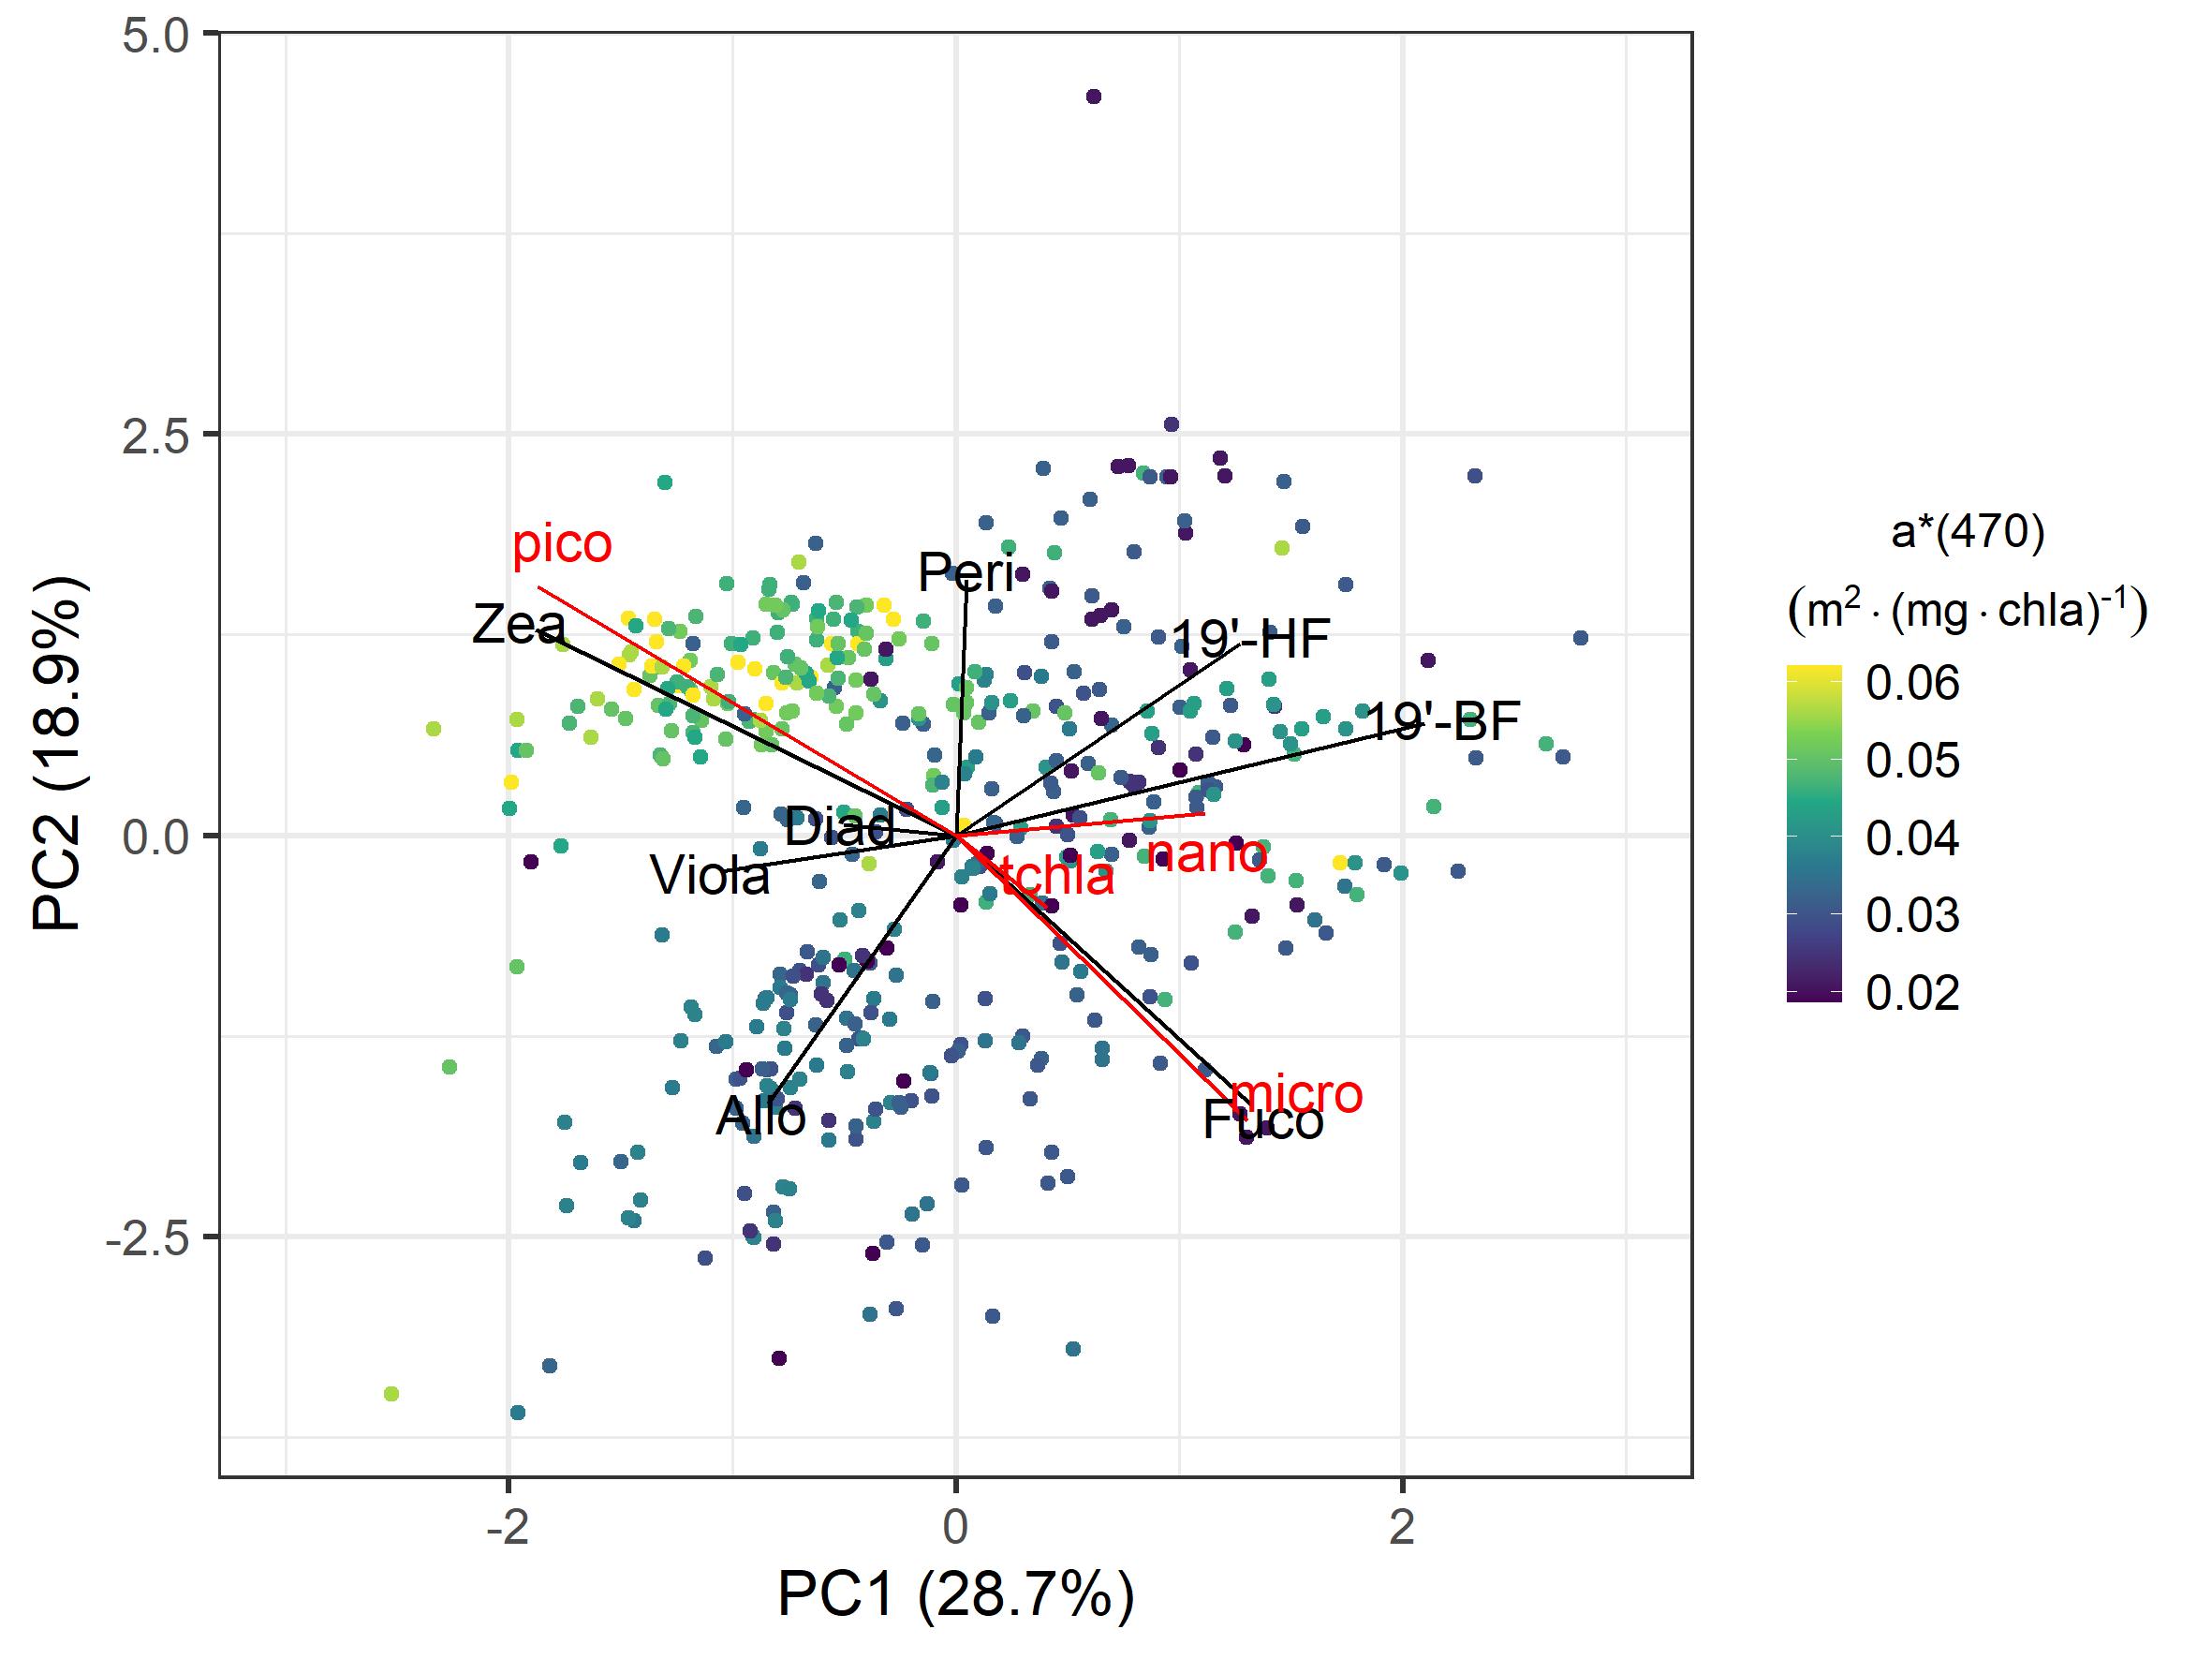 5.0
2.5
0.0
-2.5
PC2 (18.9%)
pico
Zea
Peri
19'-HF
19'-BF
Diad
Viola
nano
tchla
Allo
micro
Fuco
-2
0
2
PC1 (28.7%)
a*(470)
(m² · (mg · chla)⁻¹)
0.06
0.05
0.04
0.03
0.02